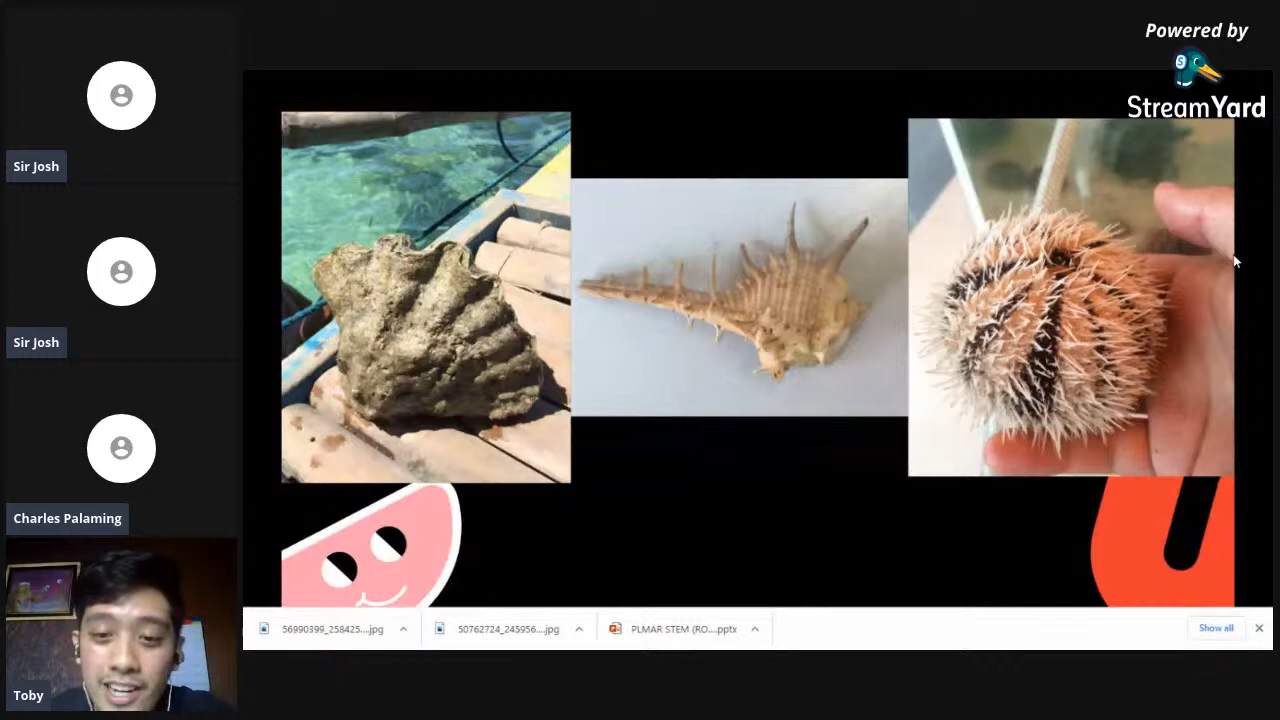 Powered by
StreamYard
Sir Josh
Sir Josh
Charles Palaming
Toby
56990399_258425....jpg
50762724_245956....jpg
PLMAR STEM (RO....pptx
Show all